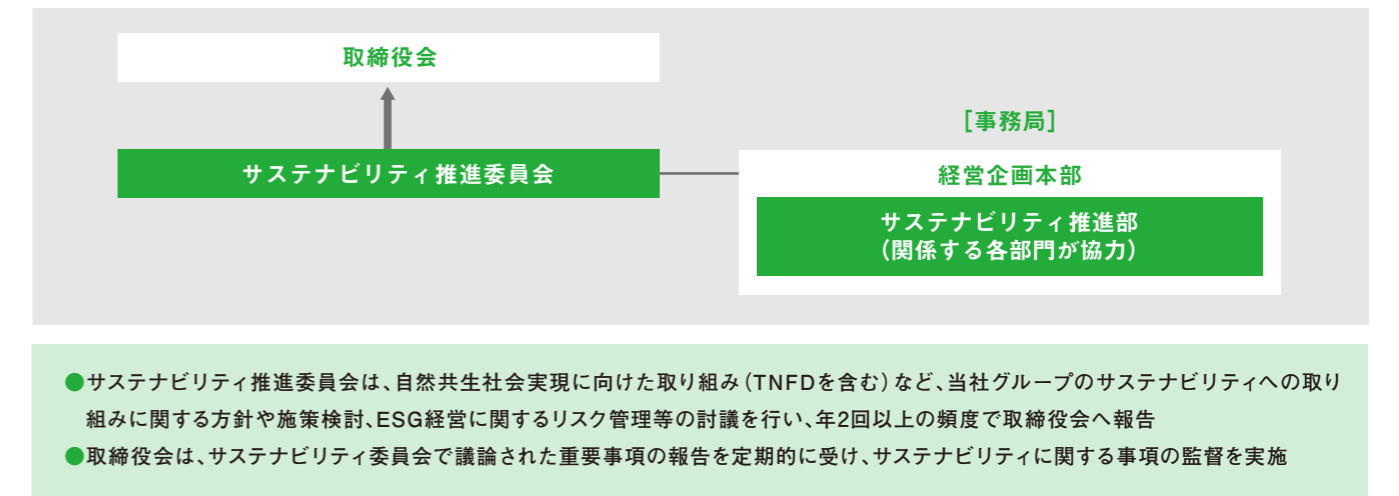 取締役会
サステナビリティ推進委員会
[事務局]
経営企画本部
サステナビリティ推進部
(関係する各部門が協力)
●サステナビリティ推進委員会は、自然共生社会実現に向けた取り組み(TNFDを含む)など、当社グループのサステナビリティへの取り
組みに関する方針や施策検討、ESG経営に関するリスク管理等の討議を行い、年2回以上の頻度で取締役会へ報告
●取締役会は、サステナビリティ委員会で議論された重要事項の報告を定期的に受け、サステナビリティに関する事項の監督を実施